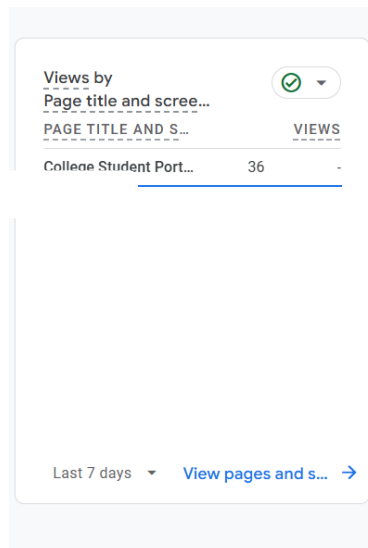 Views by
Page title and scree...
PAGE TITLE AND S... VIEWS
College Student Port... 36 -
Last 7 days View pages and s...